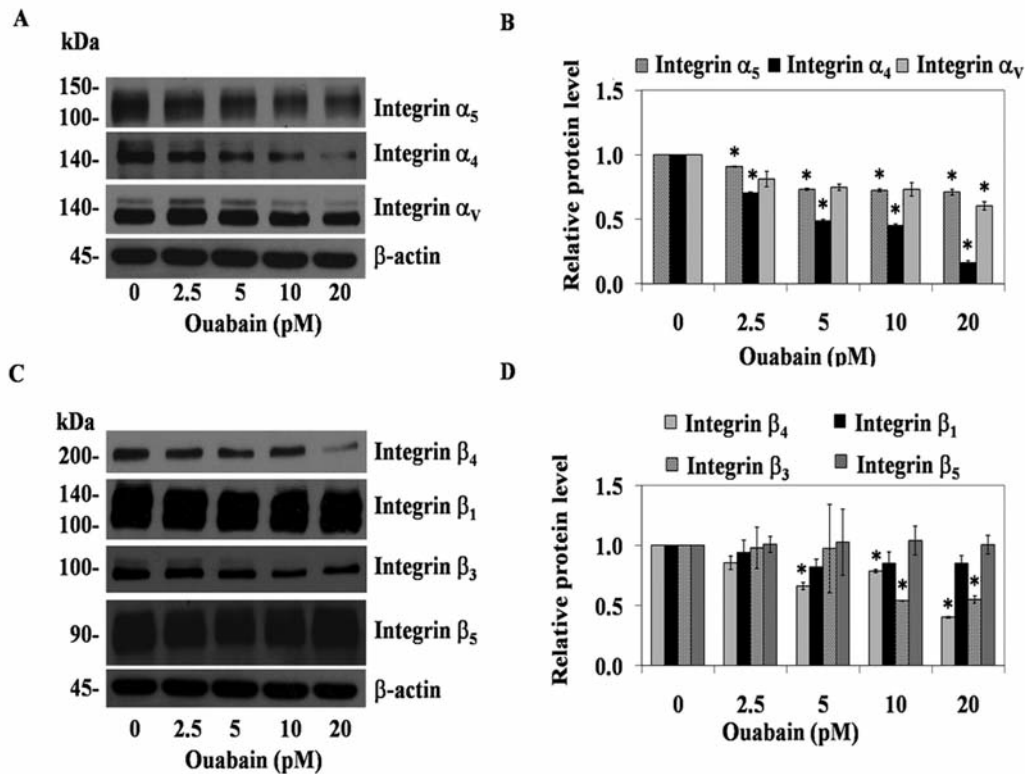 A
kDa
150-
100-
Integrin α5
140-
Integrin α4
140-
Integrin αV
45-
β-actin
0 2.5 5 10 20
Ouabain (pM)
B
Integrin α5 Integrin α4 Integrin αV
Relative protein level
1.5
1.0
0.5
0.0
* * * * * * * *
0 2.5 5 10 20
Ouabain (pM)
C
kDa
200-
Integrin β4
140-
100-
Integrin β1
100-
Integrin β3
90-
Integrin β5
45-
β-actin
0 2.5 5 10 20
Ouabain (pM)
D
Integrin β4 Integrin β1
Integrin β3 Integrin β5
Relative protein level
1.5
1.0
0.5
0.0
* * * * *
0 2.5 5 10 20
Ouabain (pM)